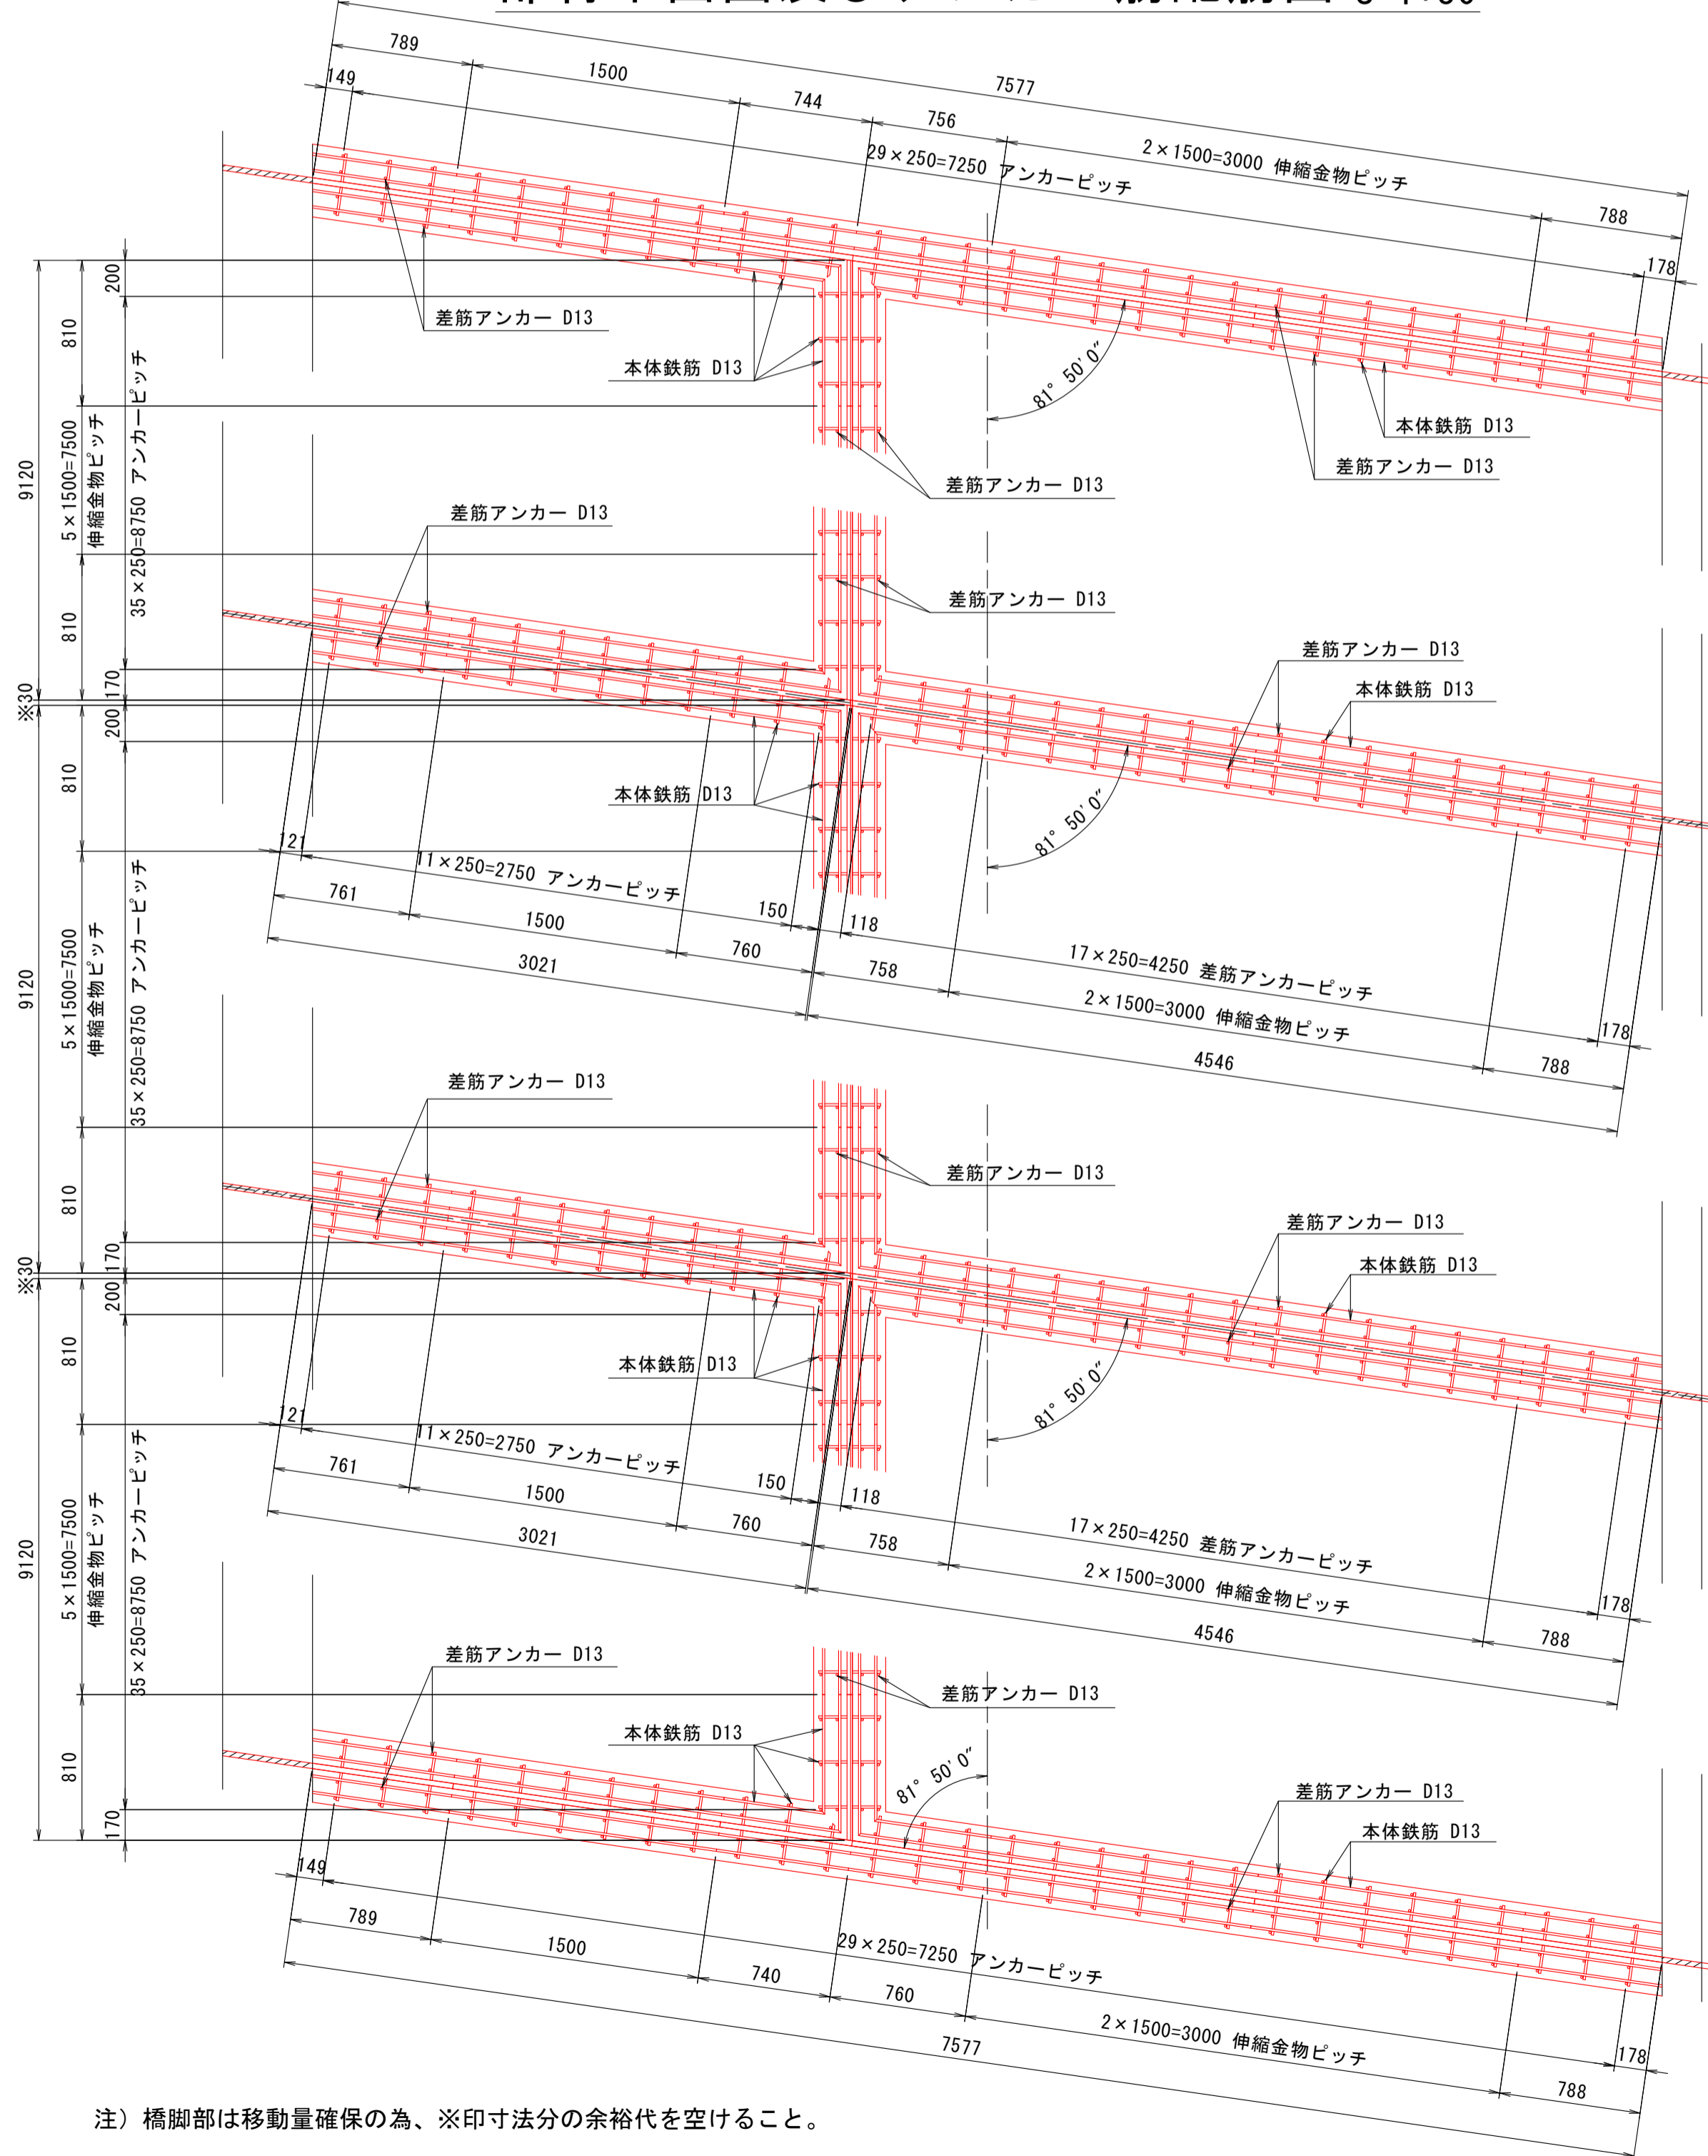 7577
789
1500
744
756
2×1500=3000 伸縮金物ピッチ
788
149
29×250=7250 アンカーピッチ
178
200
810
9120
5×1500=7500
伸縮金物ピッチ
35×250=8750 アンカーピッチ
810
170
差筋アンカー D13
本体鉄筋 D13
81° 50′0″
本体鉄筋 D13
差筋アンカー D13
差筋アンカー D13
差筋アンカー D13
差筋アンカー D13
差筋アンカー D13
本体鉄筋 D13
※30
200
810
本体鉄筋 D13
81° 50′0″
121
11×250=2750 アンカーピッチ
150
118
17×250=4250 差筋アンカーピッチ
178
761
1500
760
758
2×1500=3000 伸縮金物ピッチ
788
3021
4546
9120
5×1500=7500
伸縮金物ピッチ
35×250=8750 アンカーピッチ
810
170
差筋アンカー D13
差筋アンカー D13
差筋アンカー D13
本体鉄筋 D13
※30
200
810
本体鉄筋 D13
81° 50′0″
121
11×250=2750 アンカーピッチ
150
118
17×250=4250 差筋アンカーピッチ
178
761
1500
760
758
2×1500=3000 伸縮金物ピッチ
788
3021
4546
9120
5×1500=7500
伸縮金物ピッチ
35×250=8750 アンカーピッチ
810
170
差筋アンカー D13
差筋アンカー D13
本体鉄筋 D13
81° 50′0″
差筋アンカー D13
本体鉄筋 D13
149
29×250=7250 アンカーピッチ
178
789
1500
740
760
2×1500=3000 伸縮金物ピッチ
788
7577
注）橋脚部は移動量確保の為、※印寸法分の余裕代を空けること。